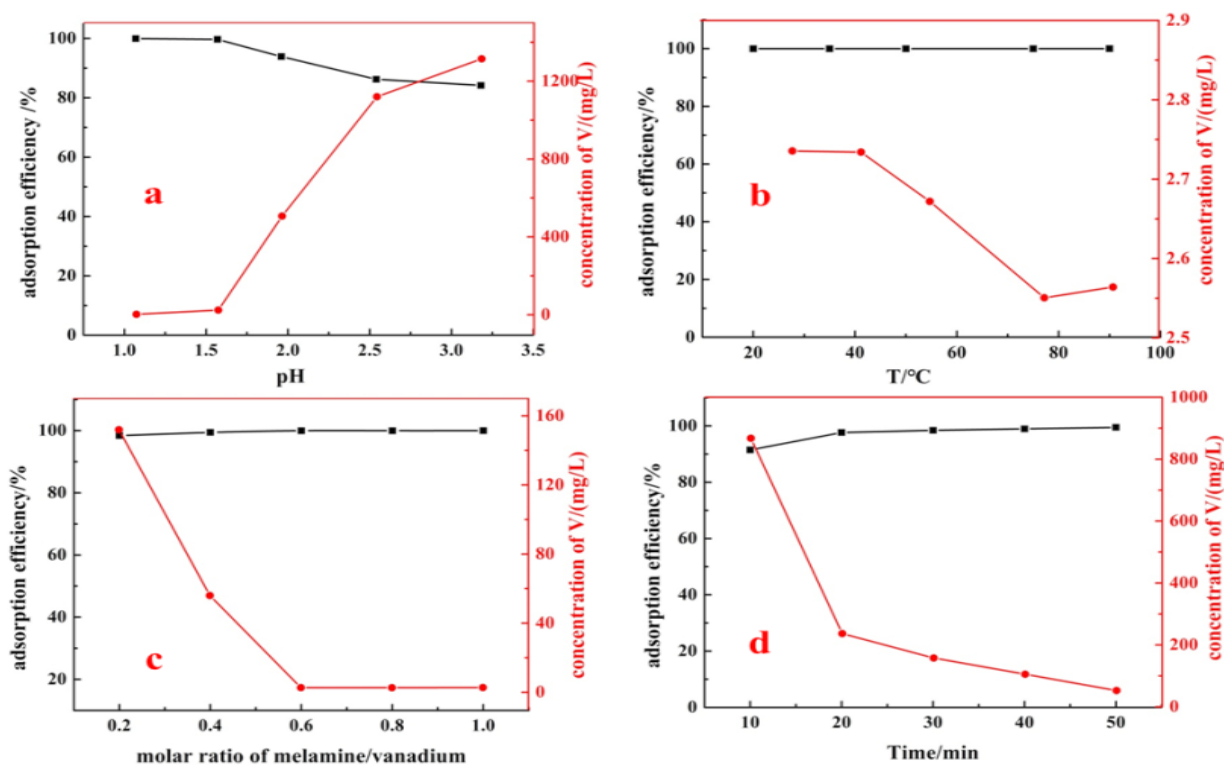 adsorption efficiency /%
100
80
60
40
20
0
a
1200
800
400
0
concentration of V/(mg/L)
1.0 1.5 2.0 2.5 3.0 3.5
pH
adsorption efficiency/%
100
80
60
40
20
0
b
2.9
2.8
2.7
2.6
2.5
concentration of V/(mg/L)
20 40 60 80 100
T/°C
adsorption efficiency/%
100
80
60
40
20
c
160
120
80
40
0
concentration of V/(mg/L)
0.2 0.4 0.6 0.8 1.0
molar ratio of melamine/vanadium
adsorption efficiency/%
100
80
60
40
20
0
d
1000
800
600
400
200
0
concentration of V/(mg/L)
10 20 30 40 50
Time/min